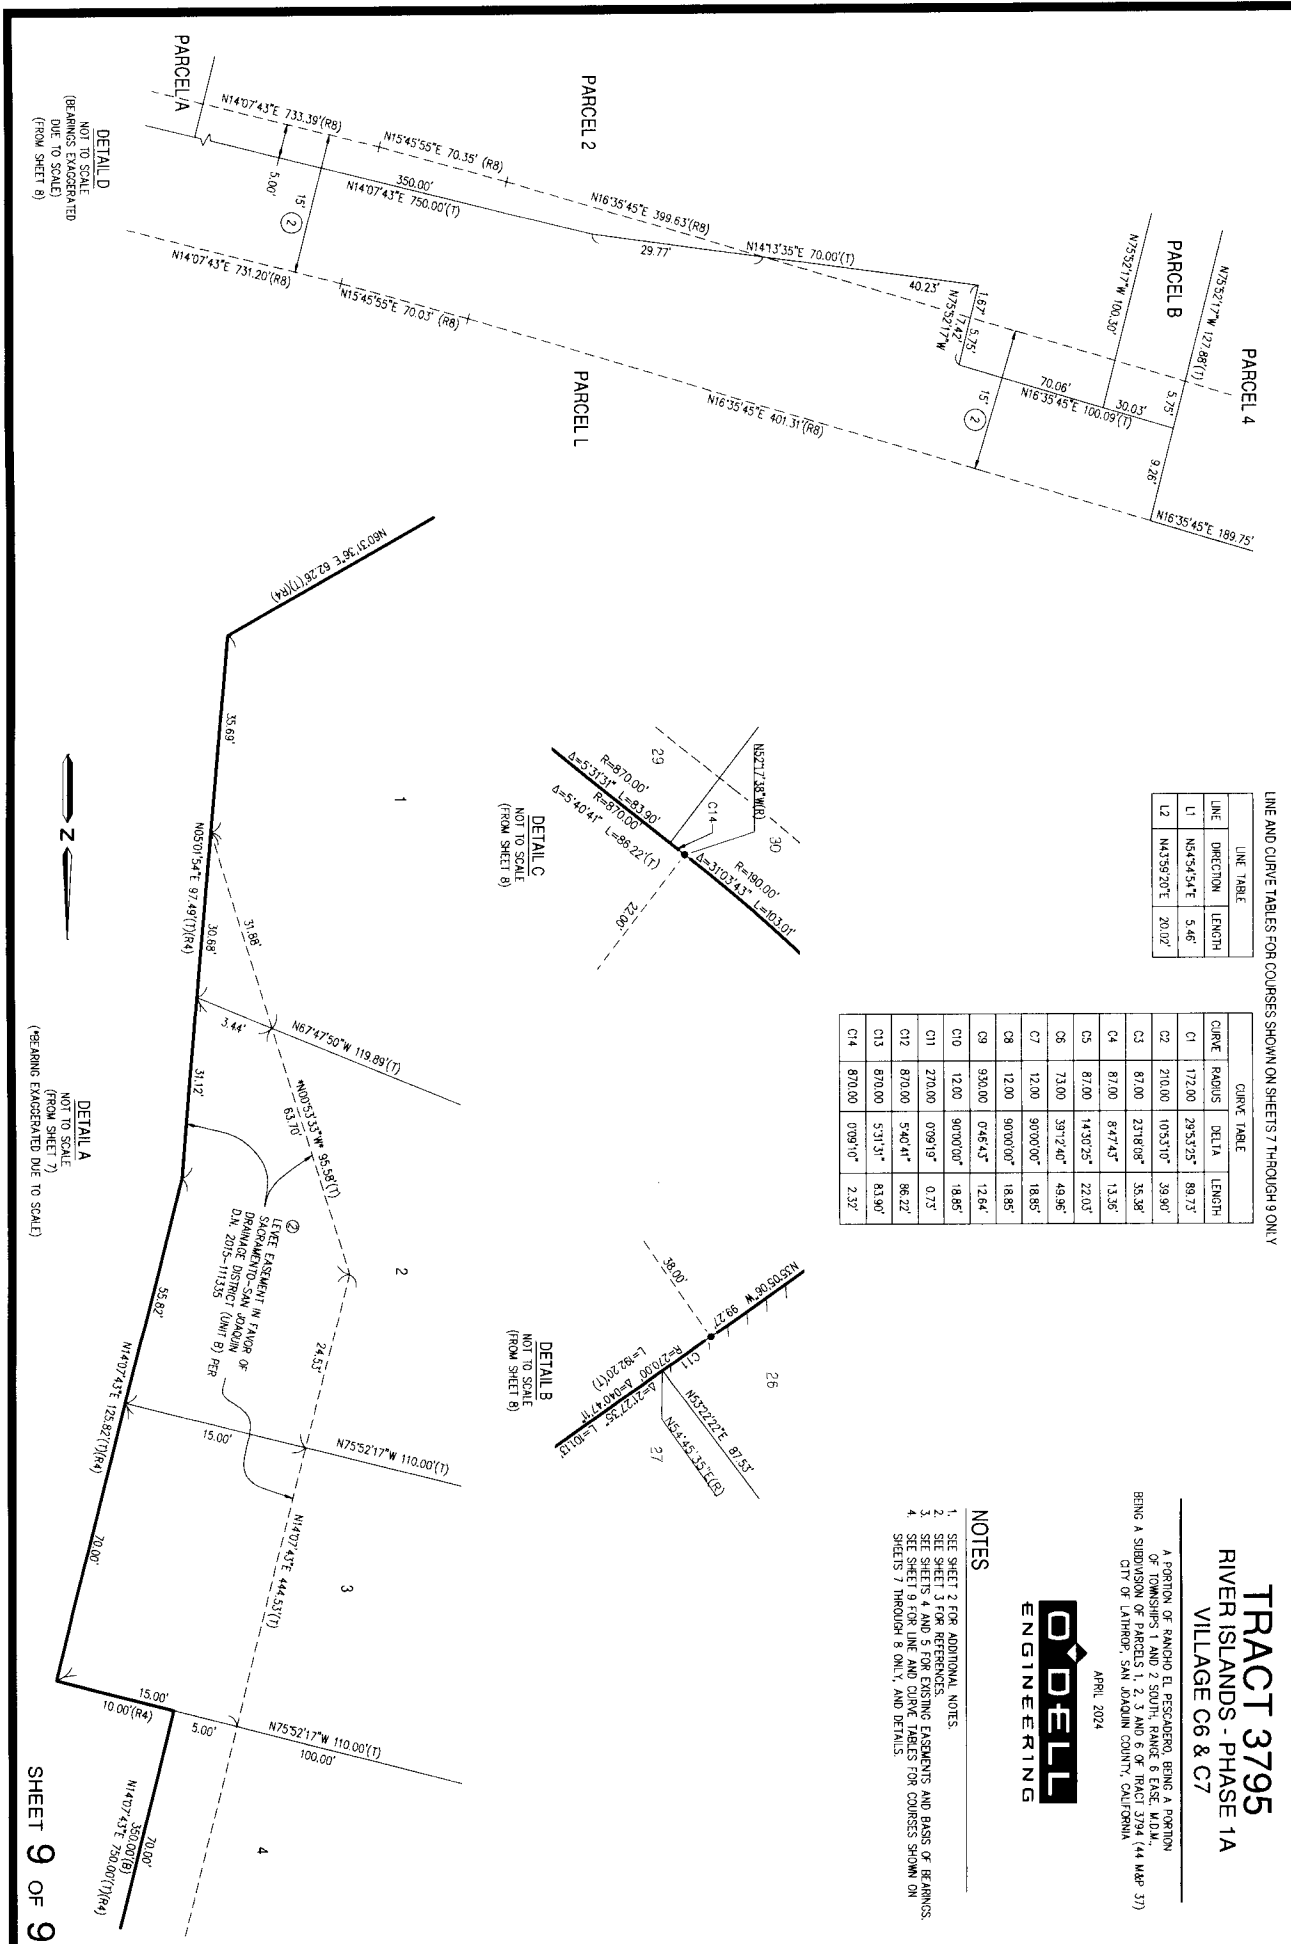 TRACT 3795
RIVER ISLANDS - PHASE 1A
VILLAGE C6 & C7
A PORTION OF RANCHO EL PESCADERO, BEING A PORTION
OF TOWNSHIPS 1 AND 2 SOUTH, RANGE 6 EASE, M.D.M.,
BEING A SUBDIVISION OF PARCELS 1, 2, 3 AND 6 OF TRACT 3794 (44 M&P 37)
CITY OF LATHROP, SAN JOAQUIN COUNTY, CALIFORNIA
APRIL 2024
O'DELL
ENGINEERING
NOTES
1. SEE SHEET 2 FOR ADDITIONAL NOTES.
2. SEE SHEET 3 FOR REFERENCES.
3. SEE SHEETS 4 AND 5 FOR EXISTING EASEMENTS AND BASIS OF BEARINGS.
4. SEE SHEET 9 FOR LINE AND CURVE TABLES FOR COURSES SHOWN ON
SHEETS 7 THROUGH 8 ONLY, AND DETAILS.
LINE AND CURVE TABLES FOR COURSES SHOWN ON SHEETS 7 THROUGH 9 ONLY
LINE TABLE
LINE DIRECTION LENGTH
L1 N54°54'54"E 5.46'
L2 N43°59'20"E 20.02'
CURVE TABLE
CURVE RADIUS DELTA LENGTH
C1 172.00 29°53'25" 89.73'
C2 210.00 10°53'10" 39.90'
C3 87.00 23°18'08" 35.38'
C4 87.00 8°47'43" 13.36'
C5 87.00 14°30'25" 22.03'
C6 73.00 39°12'40" 49.96'
C7 12.00 90°00'00" 18.85'
C8 12.00 90°00'00" 18.85'
C9 930.00 0°46'43" 12.64'
C10 12.00 90°00'00" 18.85'
C11 270.00 0°09'19" 0.73'
C12 870.00 5°40'41" 86.22'
C13 870.00 5°31'31" 83.90'
C14 870.00 0°09'10" 2.32'
PARCEL 4
PARCEL B
PARCEL 2
PARCEL A
PARCEL L
N75°52'17"W 127.88'(T)
5.75'
9.26'
N16°35'45"E 189.75'
N75°52'17"W 100.30'
30.03'
70.06'
N16°35'45"E 100.09'(T)
15'
2
1.67'
5.75'
17.42'
N75°52'17"W
40.23'
N14°13'35"E 70.00'(T)
29.77'
N16°35'45"E 399.63'(R8)
N16°35'45"E 401.31'(R8)
N15°45'55"E 70.35' (R8)
350.00'
N14°07'43"E 750.00'(T)
N14°07'43"E 733.39'(R8)
5.00'
15'
2
N15°45'55"E 70.03' (R8)
N14°07'43"E 731.20'(R8)
DETAIL D
NOT TO SCALE
(BEARINGS EXAGGERATED
DUE TO SCALE)
(FROM SHEET 8)
29
30
N52°17'38"W(R)
C14
R=870.00'
Δ=5°31'31" L=83.90'
R=870.00'
Δ=5°40'41" L=86.22'(T)
R=190.00'
Δ=31°03'43" L=103.01'
22.00'
DETAIL C
NOT TO SCALE
(FROM SHEET 8)
26
27
N35°05'06"W 99.27'
38.00'
C11
N53°22'22"E 87.53'
N54°45'35"E(R)
Δ=21°27'35" L=101.13'
R=270.00' Δ=040°47'11"
L=192.20'(T)
DETAIL B
NOT TO SCALE
(FROM SHEET 8)
N60°31'36"E 62.26'(T)(R4)
35.69'
1
N05°01'54"E 97.49'(T)(R4)
31.88'
30.68'
N67°47'50"W 119.89'(T)
3.44'
31.12'
*N00°53'33"W* 95.58'(T)
63.70'
2
2
LEVEE EASEMENT IN FAVOR OF
SACRAMENTO-SAN JOAQUIN
DRAINAGE DISTRICT (UNIT B) PER
D.N. 2015-111335
24.53'
55.82'
N14°07'43"E 125.82'(T)(R4)
N75°52'17"W 110.00'(T)
15.00'
N14°07'43"E 444.53'(T)
3
70.00'
15.00'
10.00'(R4)
5.00'
N75°52'17"W 110.00'(T)
100.00'
4
70.00'
350.00'(B)
N14°07'43"E 750.00'(T)(R4)
Z
DETAIL A
NOT TO SCALE
(FROM SHEET 7)
(*BEARING EXAGGERATED DUE TO SCALE)
SHEET 9 OF 9